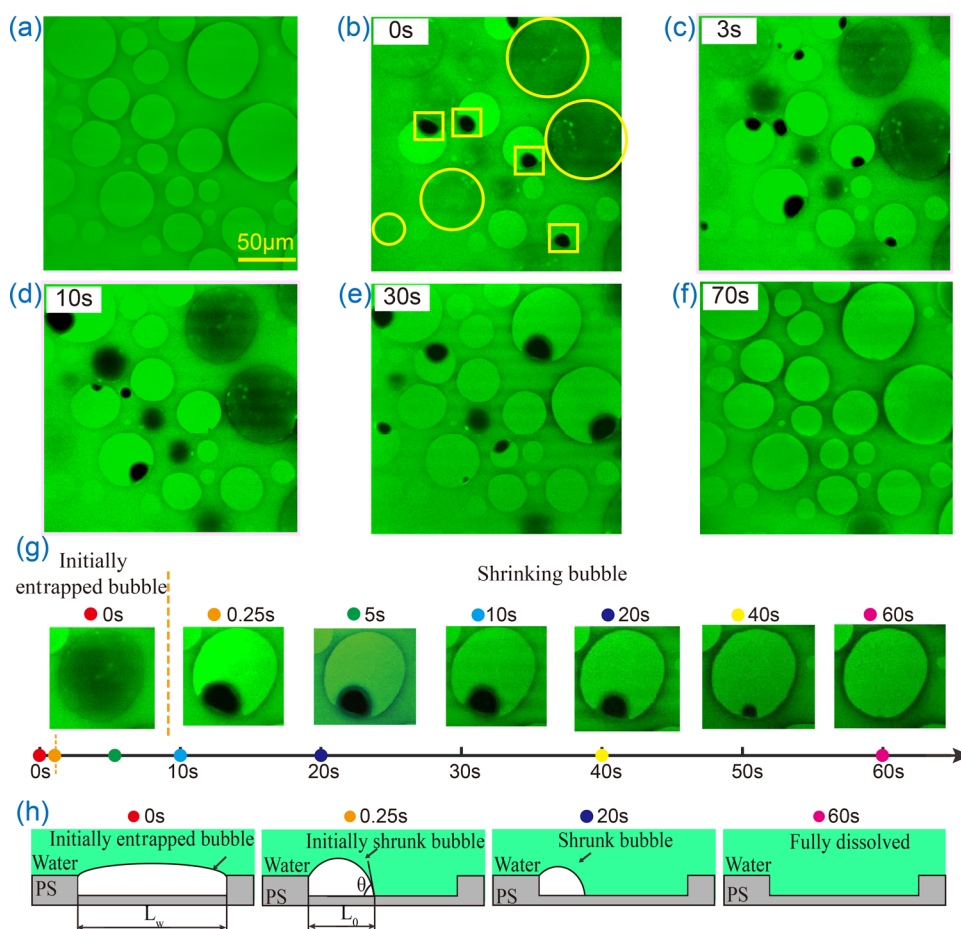 (a)
50μm
(b)
0s
(c)
3s
(d)
10s
(e)
30s
(f)
70s
(g)
Initially
entrapped bubble
Shrinking bubble
0s
0.25s
5s
10s
20s
40s
60s
0s
10s
20s
30s
40s
50s
60s
(h)
0s
0.25s
20s
60s
Initially entrapped bubble
Water
PS
L_w
Initially shrunk bubble
Water
PS
θ
L_0
Shrunk bubble
Water
PS
Fully dissolved
Water
PS